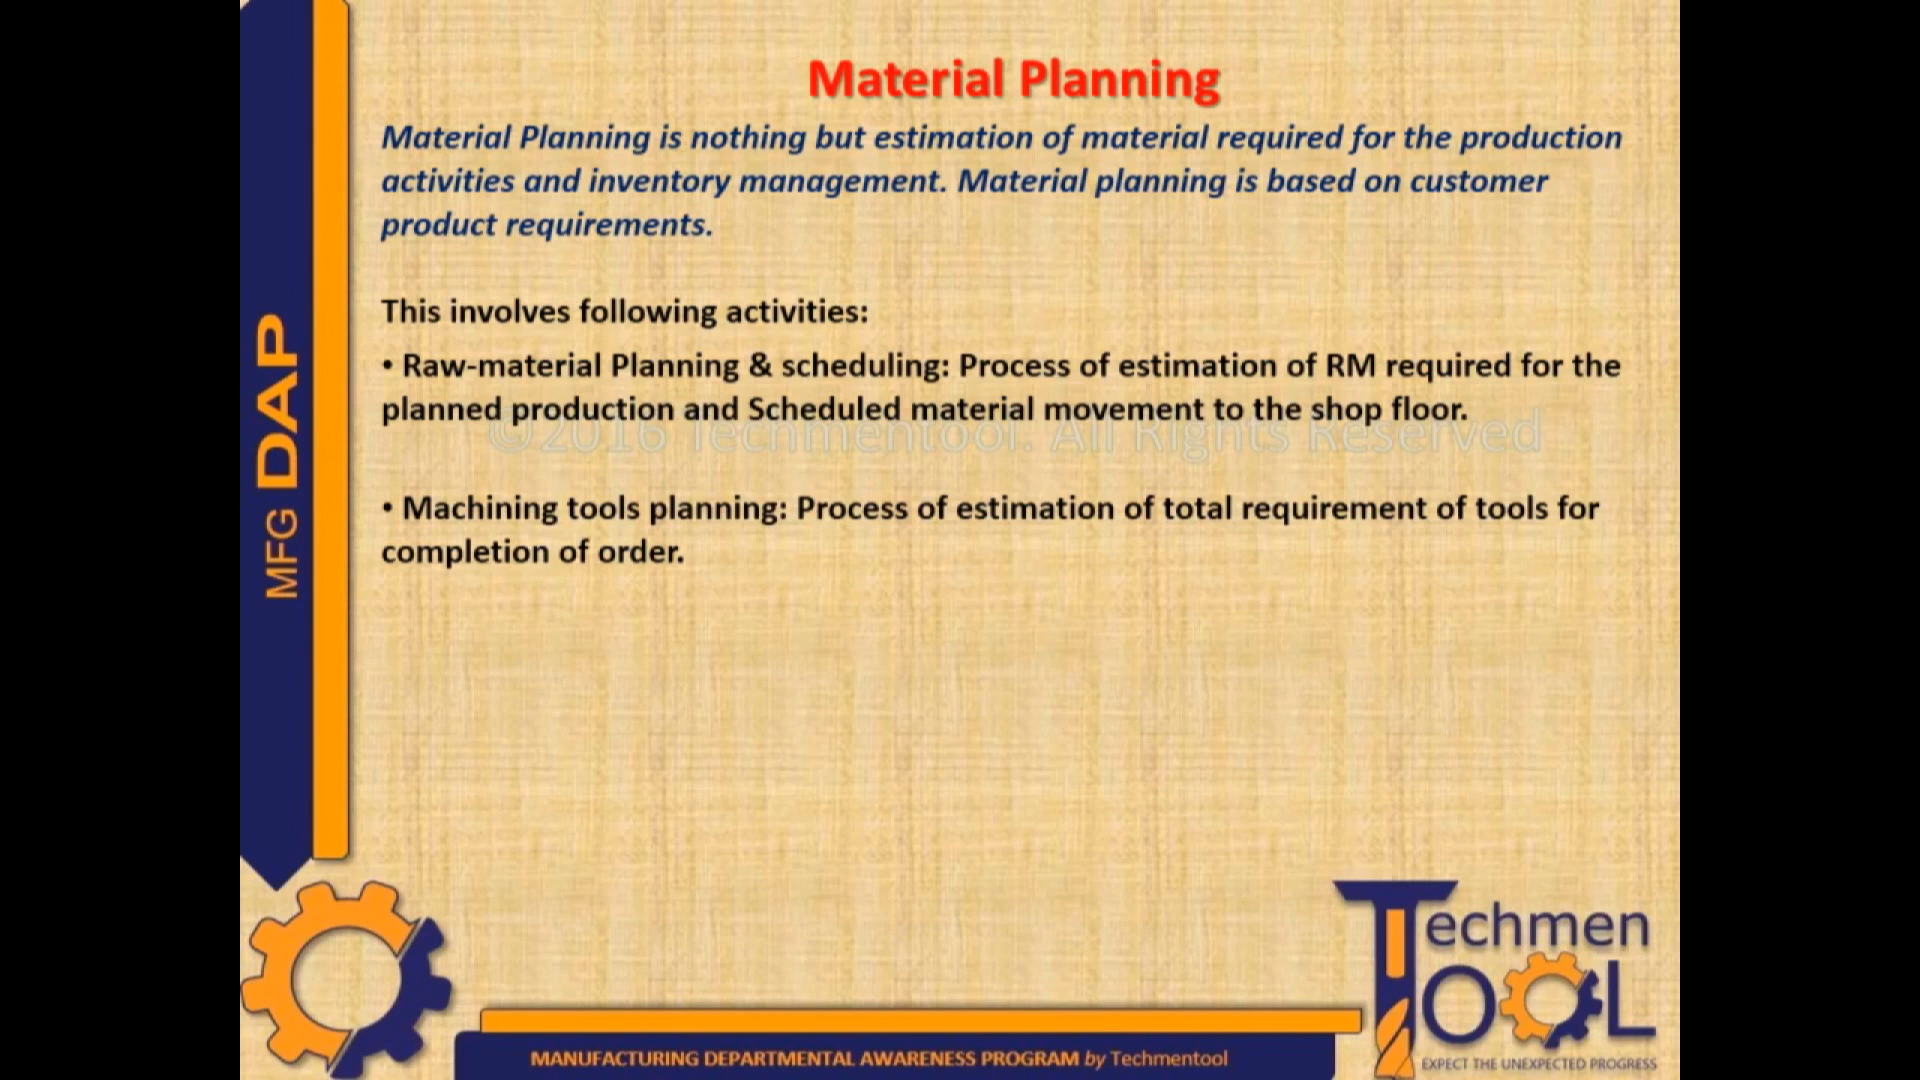 Material Planning
Material Planning is nothing but estimation of material required for the production
activities and inventory management. Material planning is based on customer
product requirements.
This involves following activities:
• Raw-material Planning & scheduling: Process of estimation of RM required for the
planned production and Scheduled material movement to the shop floor.
©2016 Techmentool. All Rights Reserved
• Machining tools planning: Process of estimation of total requirement of tools for
completion of order.
MFG DAP
Techmen
TOOL
EXPECT THE UNEXPECTED PROGRESS
MANUFACTURING DEPARTMENTAL AWARENESS PROGRAM by Techmentool